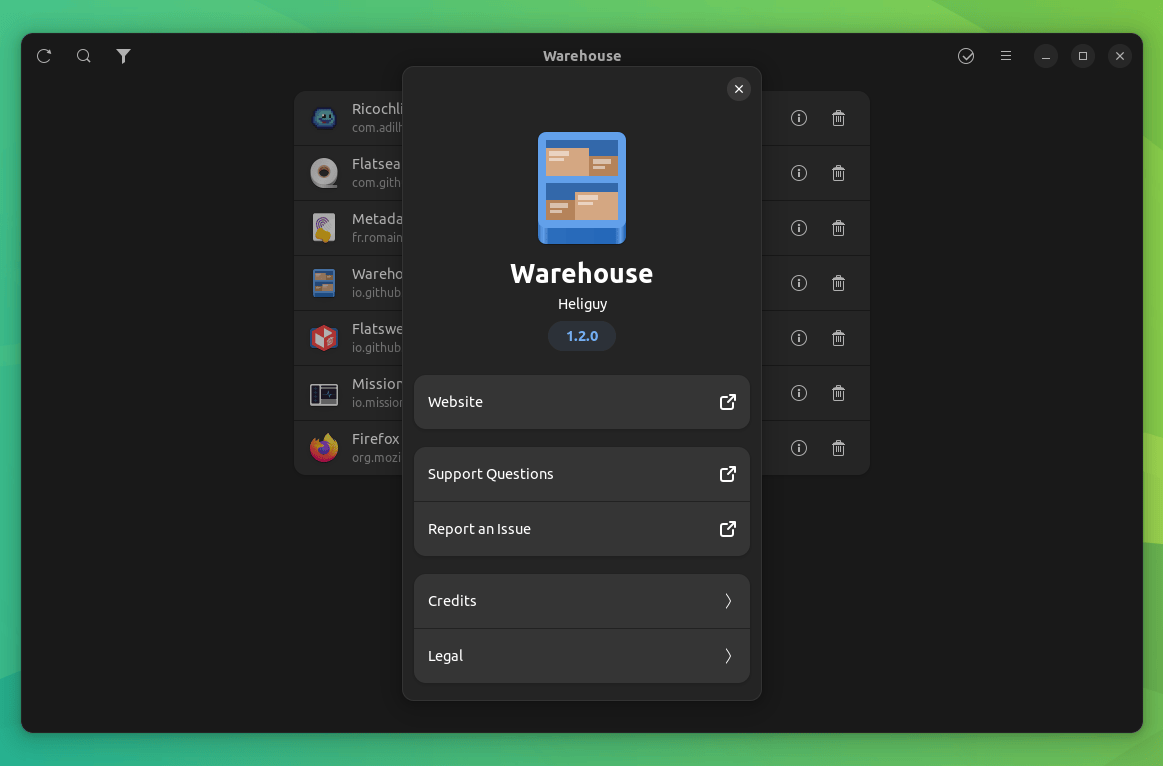 Warehouse
Ricochli
com.adilh
Flatsea
com.gith
Metada
fr.romain
Wareho
io.github
Flatswe
io.github
Mission
io.mission
Firefox
org.mozi
Warehouse
Heliguy
1.2.0
Website
Support Questions
Report an Issue
Credits
Legal